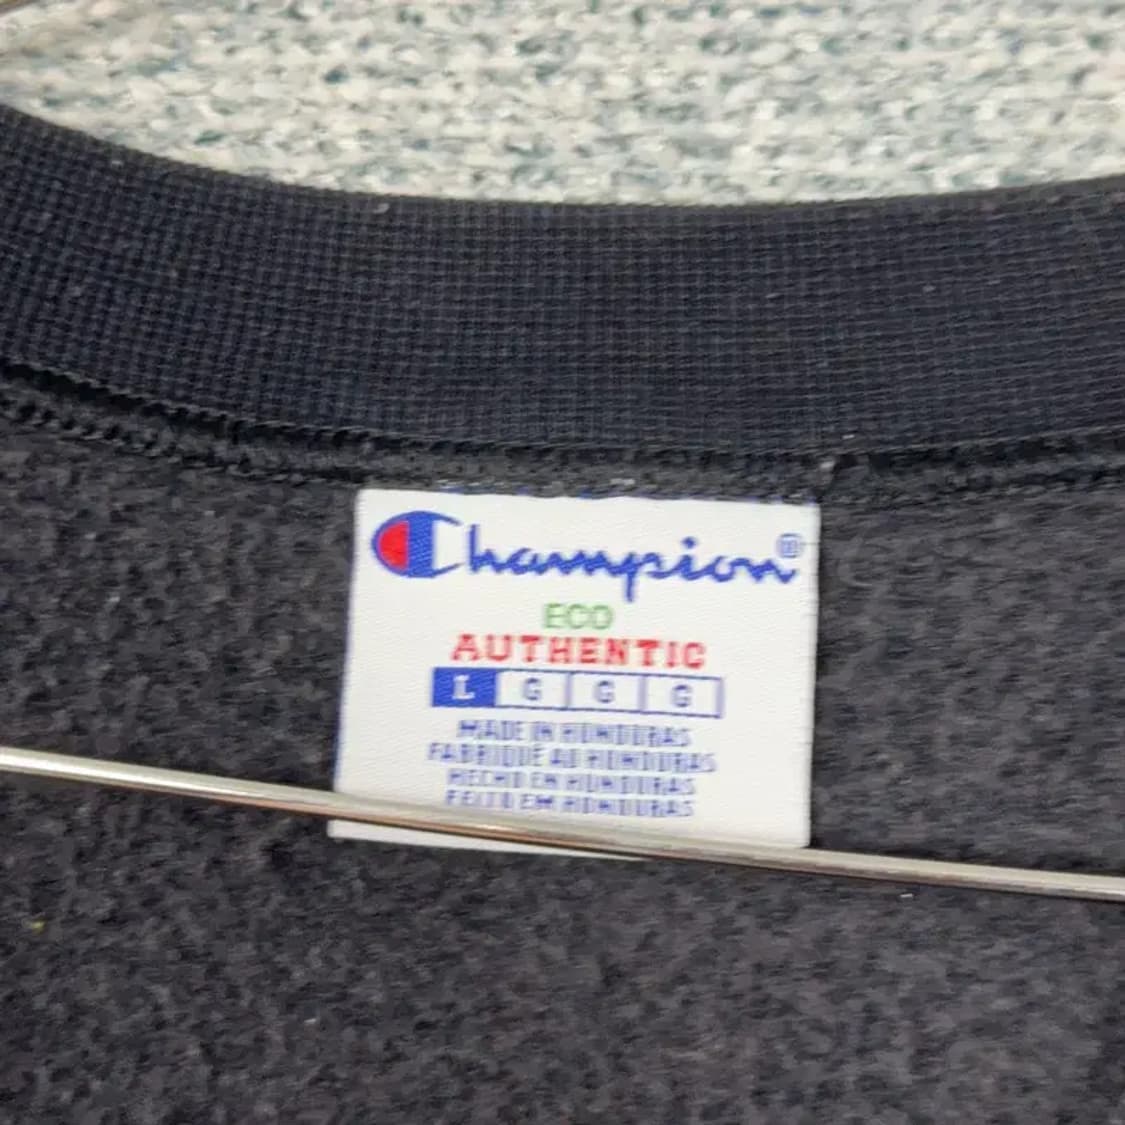 Champion®
ECO
AUTHENTIC
L G G G
MADE IN HONDURAS
FABRIQUÉ AU HONDURAS
HECHO EN HONDURAS
FEITO EM HONDURAS